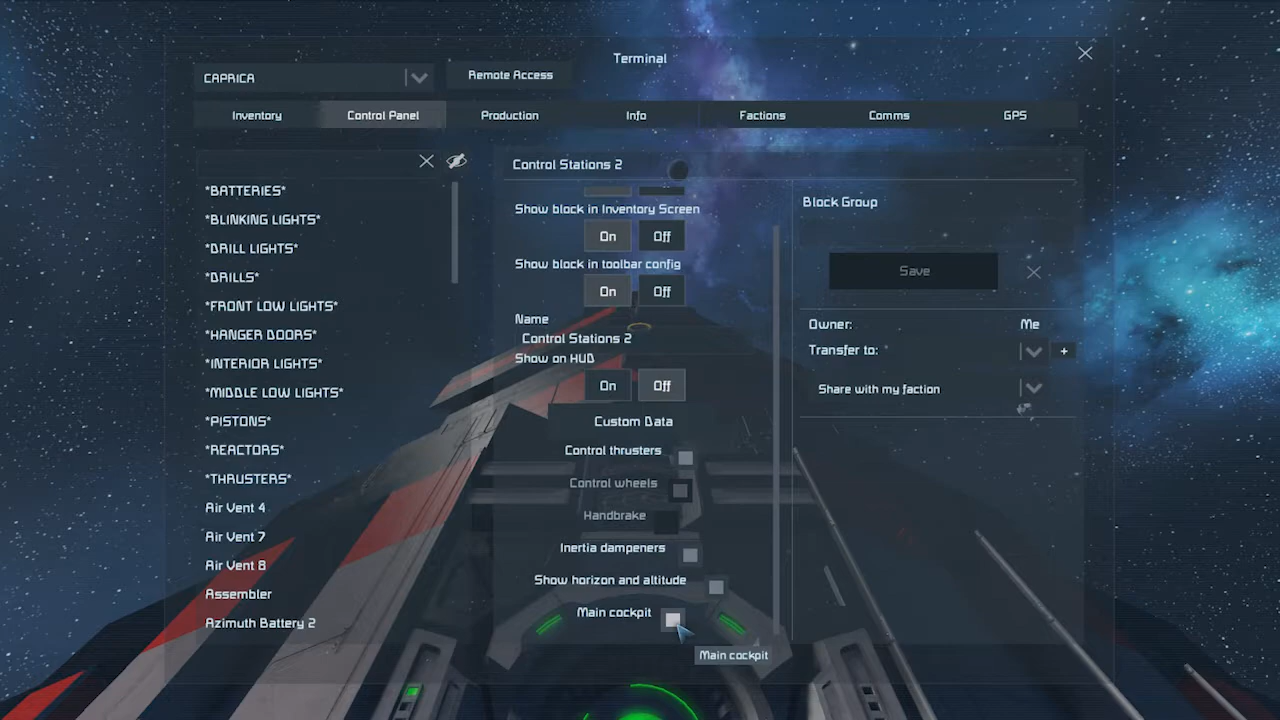 Terminal
CAPRICA
Remote Access
Inventory
Control Panel
Production
Info
Factions
Comms
GPS
*BATTERIES*
*BLINKING LIGHTS*
*DRILL LIGHTS*
*DRILLS*
*FRONT LOW LIGHTS*
*HANGER DOORS*
*INTERIOR LIGHTS*
*MIDDLE LOW LIGHTS*
*PISTONS*
*REACTORS*
*THRUSTERS*
Air Vent 4
Air Vent 7
Air Vent 8
Assembler
Azimuth Battery 2
Control Stations 2
Show block in Inventory Screen
On Off
Show block in toolbar config
On Off
Name
Control Stations 2
Show on HUD
On Off
Custom Data
Control thrusters
Control wheels
Handbrake
Inertia dampeners
Show horizon and altitude
Main cockpit
Main cockpit
Block Group
Save
Owner: Me
Transfer to: +
Share with my faction